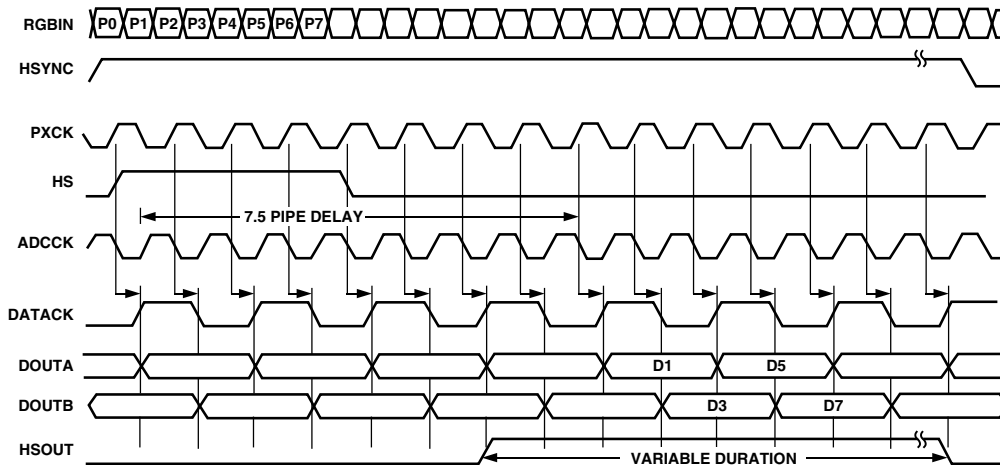 RGBIN P0 P1 P2 P3 P4 P5 P6 P7
HSYNC
PXCK
HS
7.5 PIPE DELAY
ADCCK
DATACK
DOUTA D1 D5
DOUTB D3 D7
HSOUT
VARIABLE DURATION